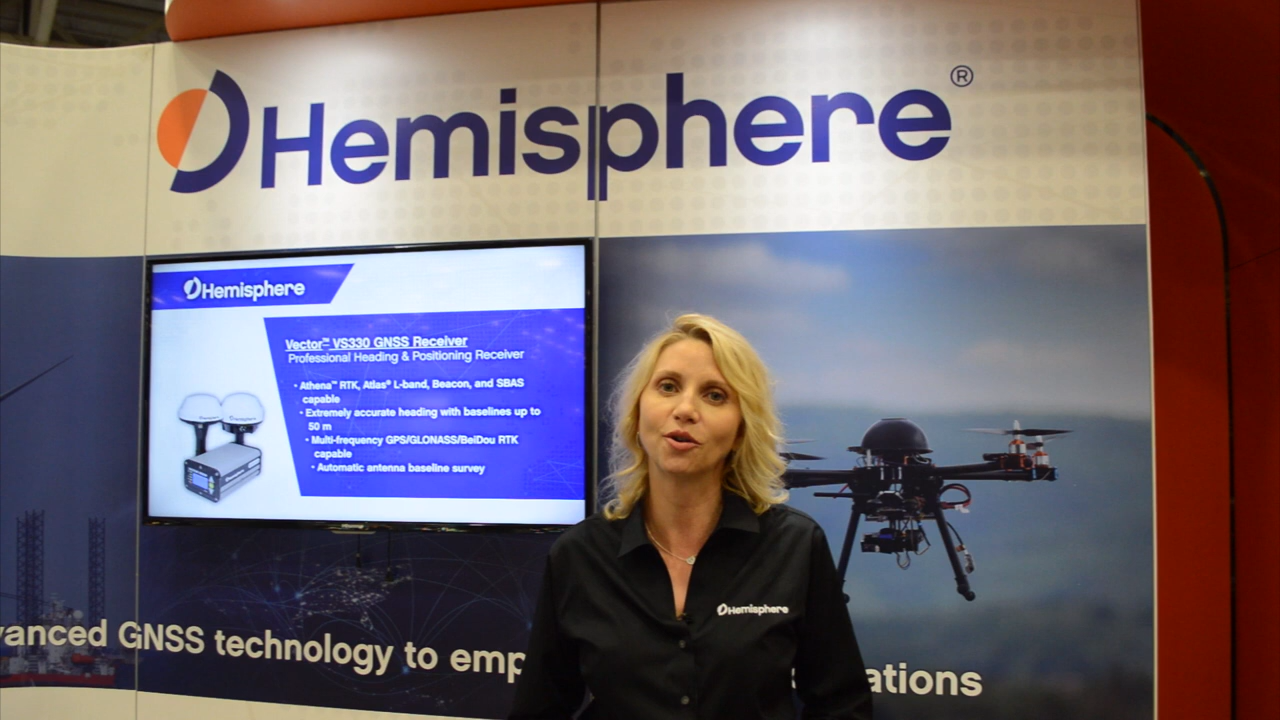 Hemisphere®
Hemisphere
Vector™ VS330 GNSS Receiver
Professional Heading & Positioning Receiver
• Athena™ RTK, Atlas® L-band, Beacon, and SBAS
capable
• Extremely accurate heading with baselines up to
50 m
• Multi-frequency GPS/GLONASS/BeiDou RTK
capable
• Automatic antenna baseline survey
Hemisphere
vanced GNSS technology to emp
ations